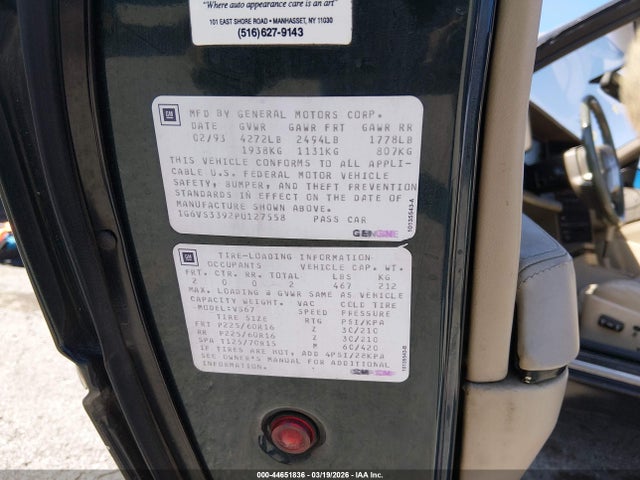 "Where auto appearance care is an art"
101 EAST SHORE ROAD • MANHASSET, NY 11030
(516) 627-9143
GM
MFD BY GENERAL MOTORS CORP.
DATE GVWR GAWR FRT GAWR RR
02/93 4272LB 2494LB 1778LB
1938KG 1131KG 807KG
THIS VEHICLE CONFORMS TO ALL APPLI-
CABLE U.S. FEDERAL MOTOR VEHICLE
SAFETY, BUMPER, AND THEFT PREVENTION
STANDARDS IN EFFECT ON THE DATE OF
MANUFACTURE SHOWN ABOVE.
1G6VS3392PU127558 PASS CAR
GENUINE
10135543-A
GM
TIRE-LOADING INFORMATION
OCCUPANTS VEHICLE CAP. WT.
FRT. CTR. RR. TOTAL LBS KG
2 0 0 2 467 212
MAX. LOADING & GVWR SAME AS VEHICLE
CAPACITY WEIGHT. VAC COLD TIRE
-MODEL-VS67 SPEED PRESSURE
TIRE SIZE RTG PSI/KPA
FRT P225/60R16 Z 30/210
RR P225/60R16 Z 30/210
SPA T125/70R15 M 60/420
IF TIRES ARE HOT, ADD 4PSI/28KPA
SEE OWNER'S MANUAL FOR ADDITIONAL
INFORMATION.
000-44651836 | 03/19/2026 - IAA Inc.